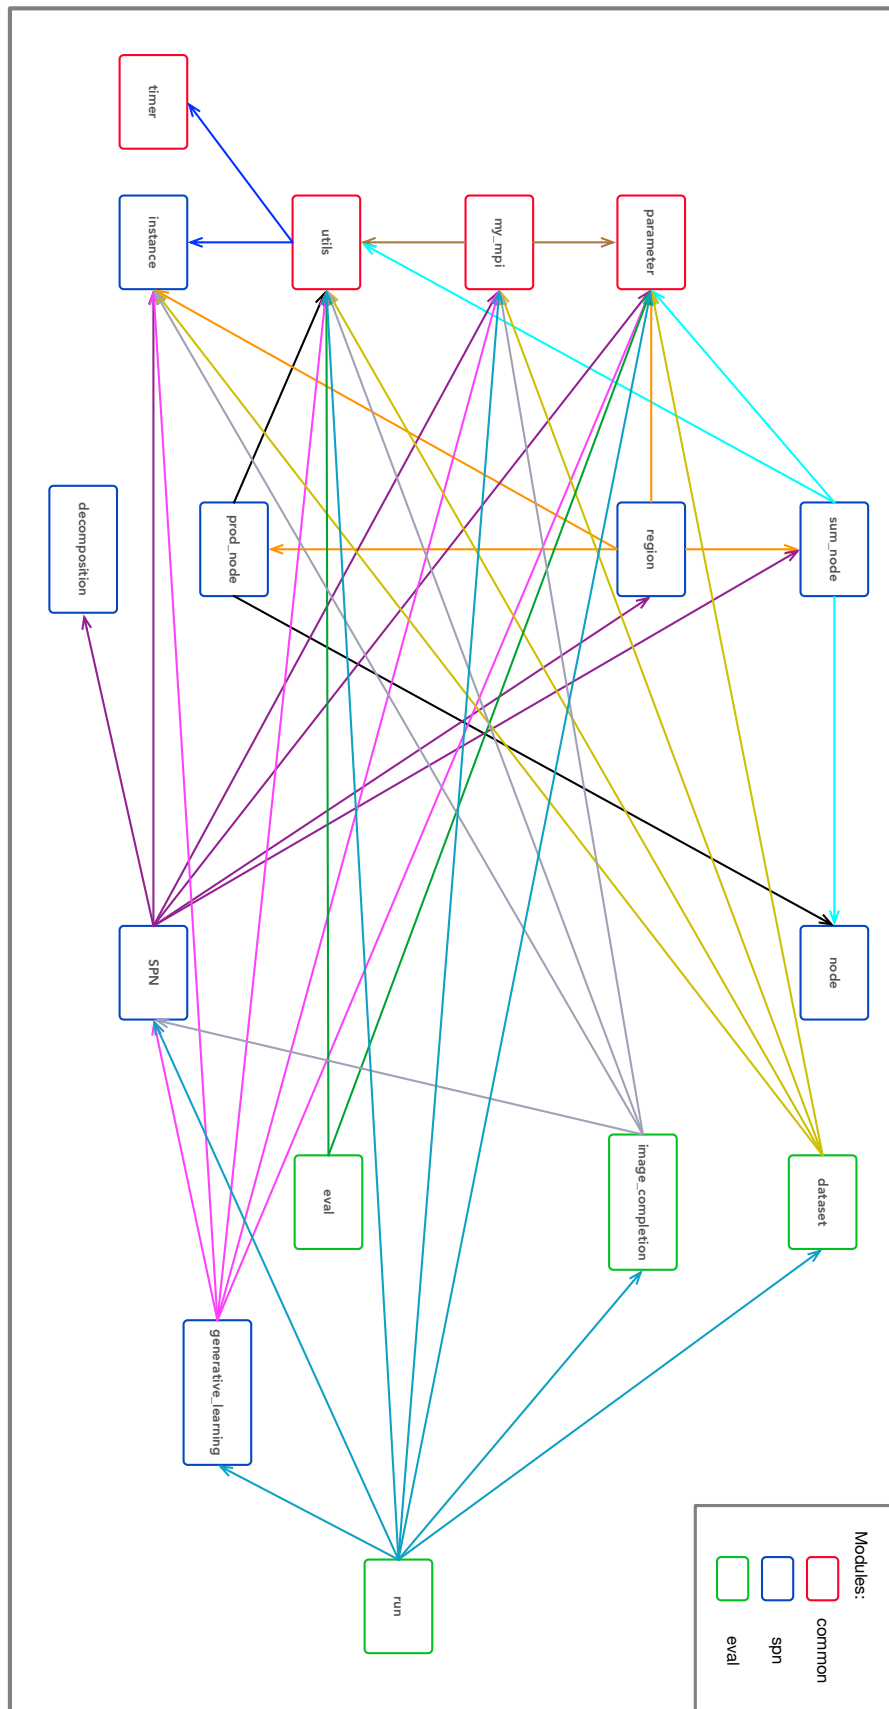 timer
instance
utils
my_mpi
parameter
decomposition
prod_node
region
sum_node
SPN
node
eval
image_completion
dataset
generative_learning
run
Modules:
common
spn
eval